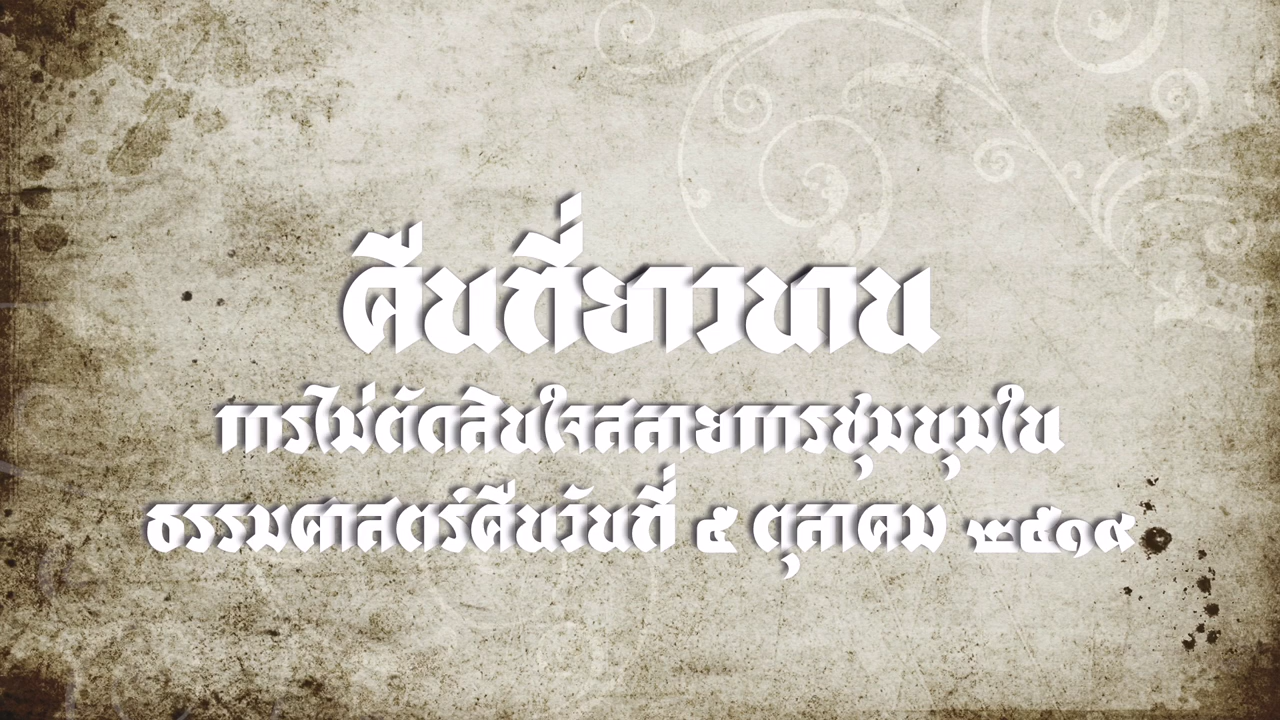 คืนที่ยาวนาน
การไม่ตัดสินใจสลายการชุมนุมใน
ธรรมศาสตร์คืนวันที่ ๕ ตุลาคม ๒๕๑๙